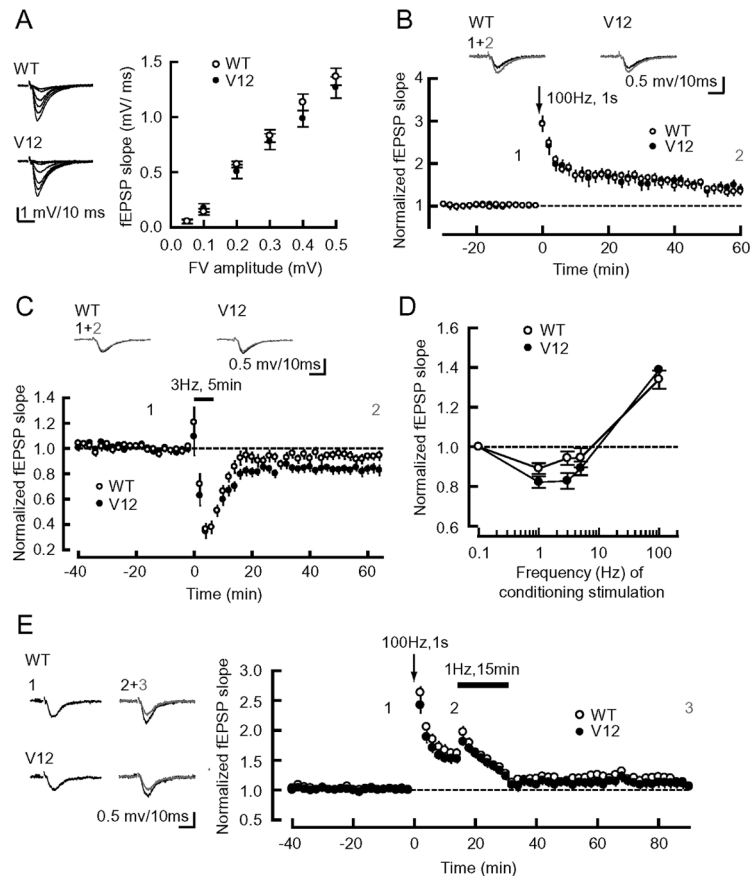 A
WT
V12
1 mV/10 ms
fEPSP slope (mV/ ms)
1.5
1.0
0.5
0.0
WT
V12
0.0 0.1 0.2 0.3 0.4 0.5
FV amplitude (mV)
B
WT
1+2
V12
0.5 mv/10ms
Normalized fEPSP slope
4
3
2
1
100Hz, 1s
1
2
WT
V12
-20 0 20 40 60
Time (min)
C
WT
1+2
V12
0.5 mv/10ms
3Hz, 5min
Normalized fEPSP slope
1.4
1.2
1.0
0.8
0.6
0.4
0.2
1
2
WT
V12
-40 -20 0 20 40 60
Time (min)
D
WT
V12
Normalized fEPSP slope
1.6
1.4
1.2
1.0
0.8
0.6
0.1 1 10 100
Frequency (Hz) of
conditioning stimulation
E
WT
1
2+3
V12
0.5 mV/10ms
Normalized fEPSP slope
3.0
2.5
2.0
1.5
1.0
0.5
100Hz,1s
1Hz,15min
1
2
3
WT
V12
-40 -20 0 20 40 60 80
Time (min)